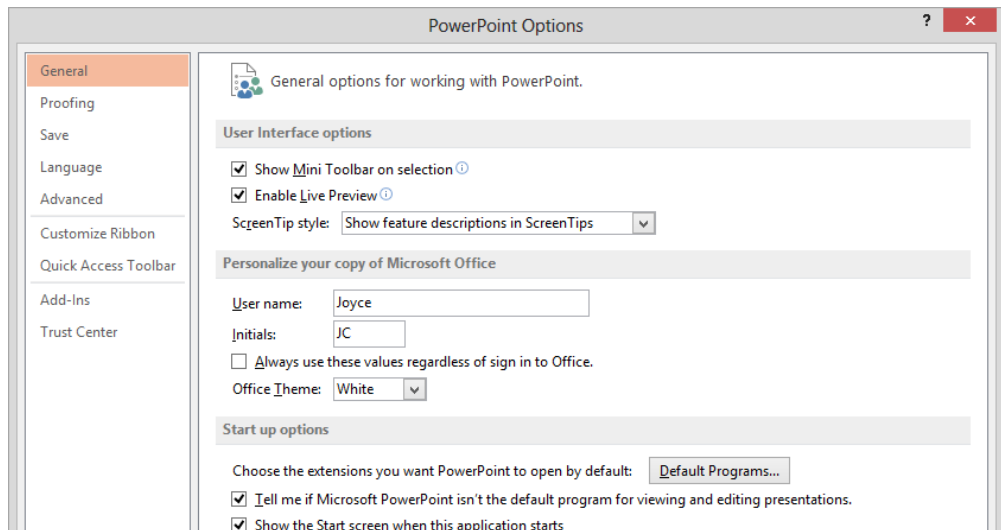 PowerPoint Options
?
General
Proofing
Save
Language
Advanced
Customize Ribbon
Quick Access Toolbar
Add-Ins
Trust Center
General options for working with PowerPoint.
User Interface options
Show Mini Toolbar on selection
Enable Live Preview
ScreenTip style: Show feature descriptions in ScreenTips
Personalize your copy of Microsoft Office
User name: Joyce
Initials: JC
Always use these values regardless of sign in to Office.
Office Theme: White
Start up options
Choose the extensions you want PowerPoint to open by default: Default Programs...
Tell me if Microsoft PowerPoint isn't the default program for viewing and editing presentations.
Show the Start screen when this application starts